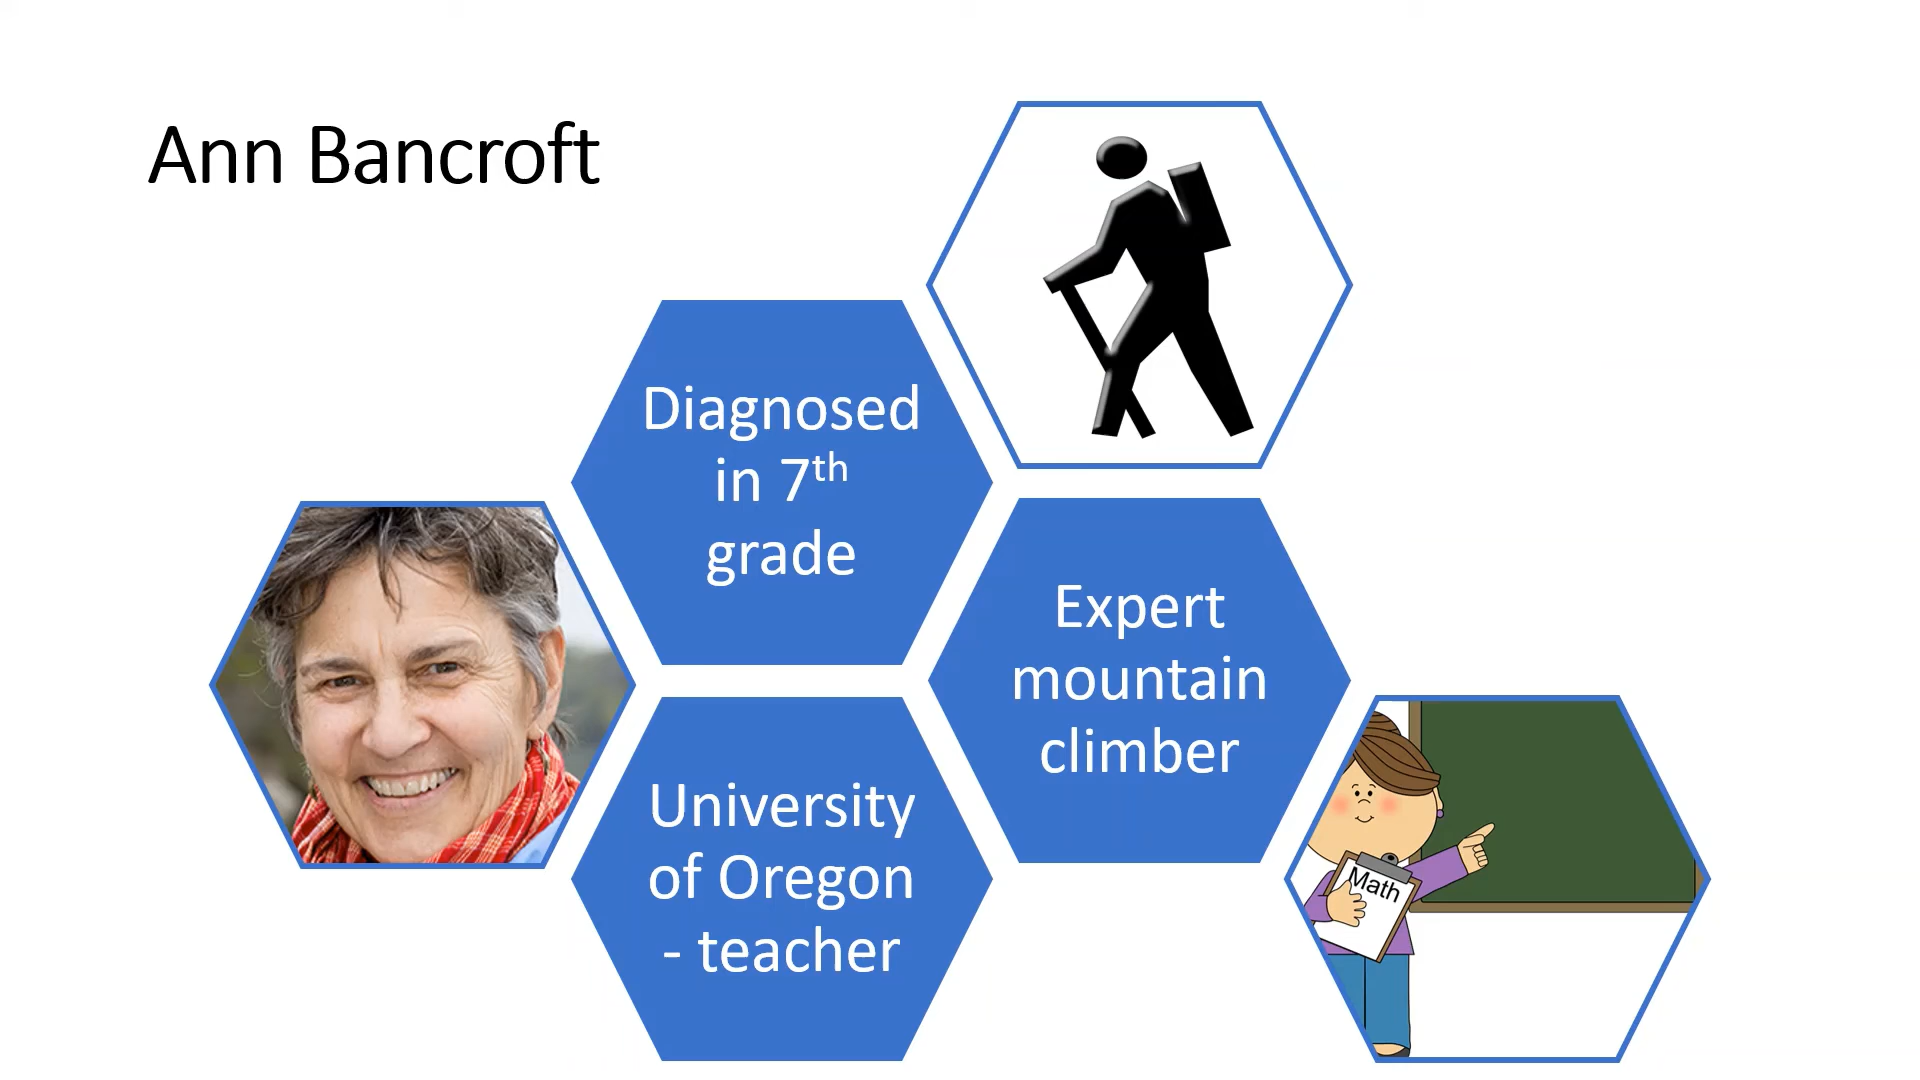 Ann Bancroft
Diagnosed
in 7th
grade
Expert
mountain
climber
University
of Oregon
- teacher
Math